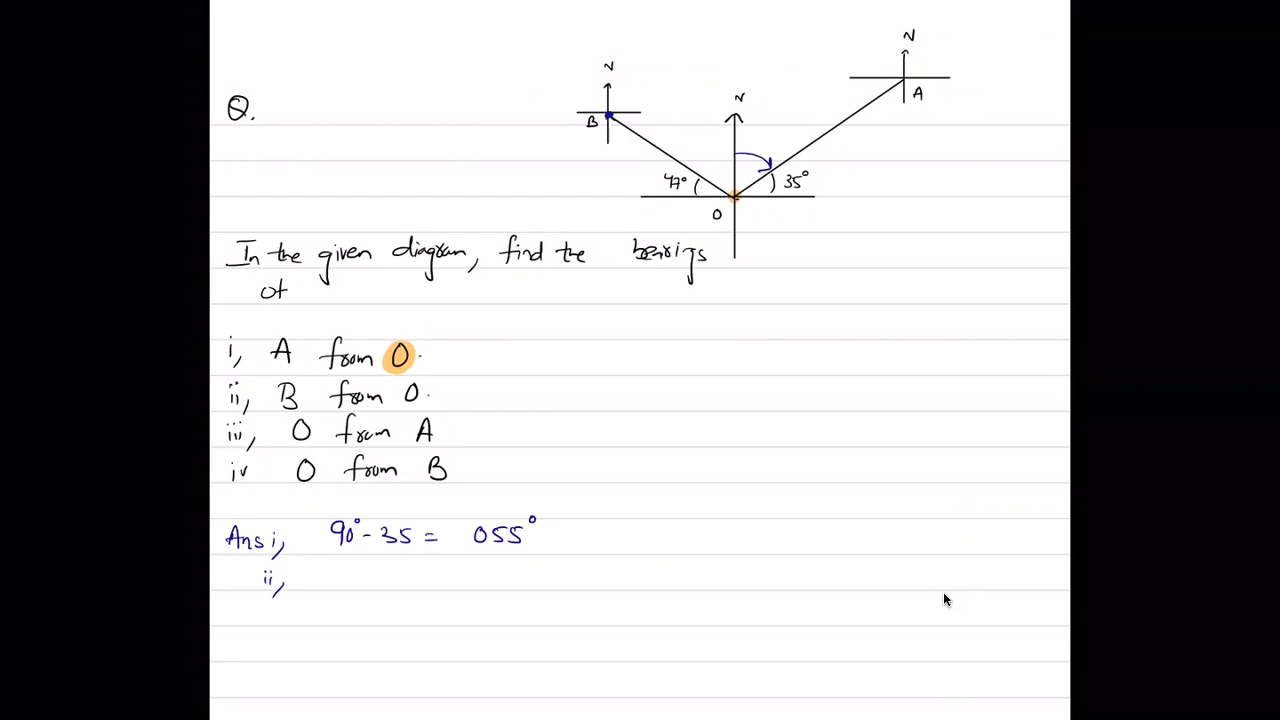 N
N
Q.
N
B
A
47°
35°
O
In the given diagram, find the bearings
of
i, A from O.
ii, B from O.
iii, O from A
iv O from B
Ans i, 90° - 35 = 055°
ii,